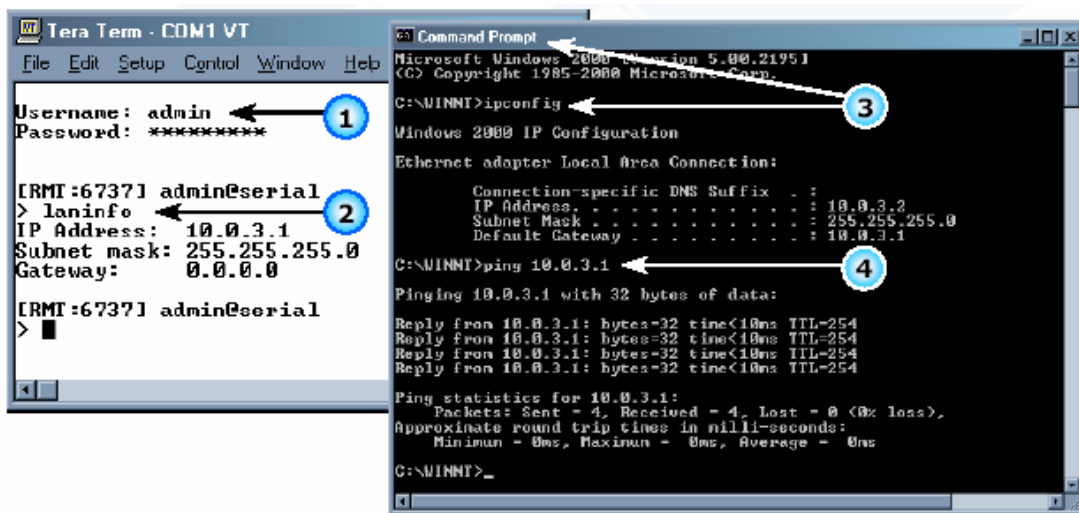 Tera Term - COM1 VT
File Edit Setup Control Window Help
Username: admin
Password: *********
[RMT:6737] admin@serial
> laninfo
IP Address: 10.0.3.1
Subnet mask: 255.255.255.0
Gateway: 0.0.0.0
[RMT:6737] admin@serial
>
1
2
Command Prompt
Microsoft Windows 2000 [Version 5.00.2195]
(C) Copyright 1985-2000 Microsoft Corp.
C:\WINNT>ipconfig
Windows 2000 IP Configuration
Ethernet adapter Local Area Connection:
Connection-specific DNS Suffix . :
IP Address. . . . . . . . . . . . : 10.0.3.2
Subnet Mask . . . . . . . . . . . : 255.255.255.0
Default Gateway . . . . . . . . . : 10.0.3.1
C:\WINNT>ping 10.0.3.1
Pinging 10.0.3.1 with 32 bytes of data:
Reply from 10.0.3.1: bytes=32 time<10ms TTL=254
Reply from 10.0.3.1: bytes=32 time<10ms TTL=254
Reply from 10.0.3.1: bytes=32 time<10ms TTL=254
Reply from 10.0.3.1: bytes=32 time<10ms TTL=254
Ping statistics for 10.0.3.1:
Packets: Sent = 4, Received = 4, Lost = 0 (0% loss),
Approximate round trip times in milli-seconds:
Minimum = 0ms, Maximum = 0ms, Average = 0ms
C:\WINNT>_
3
4